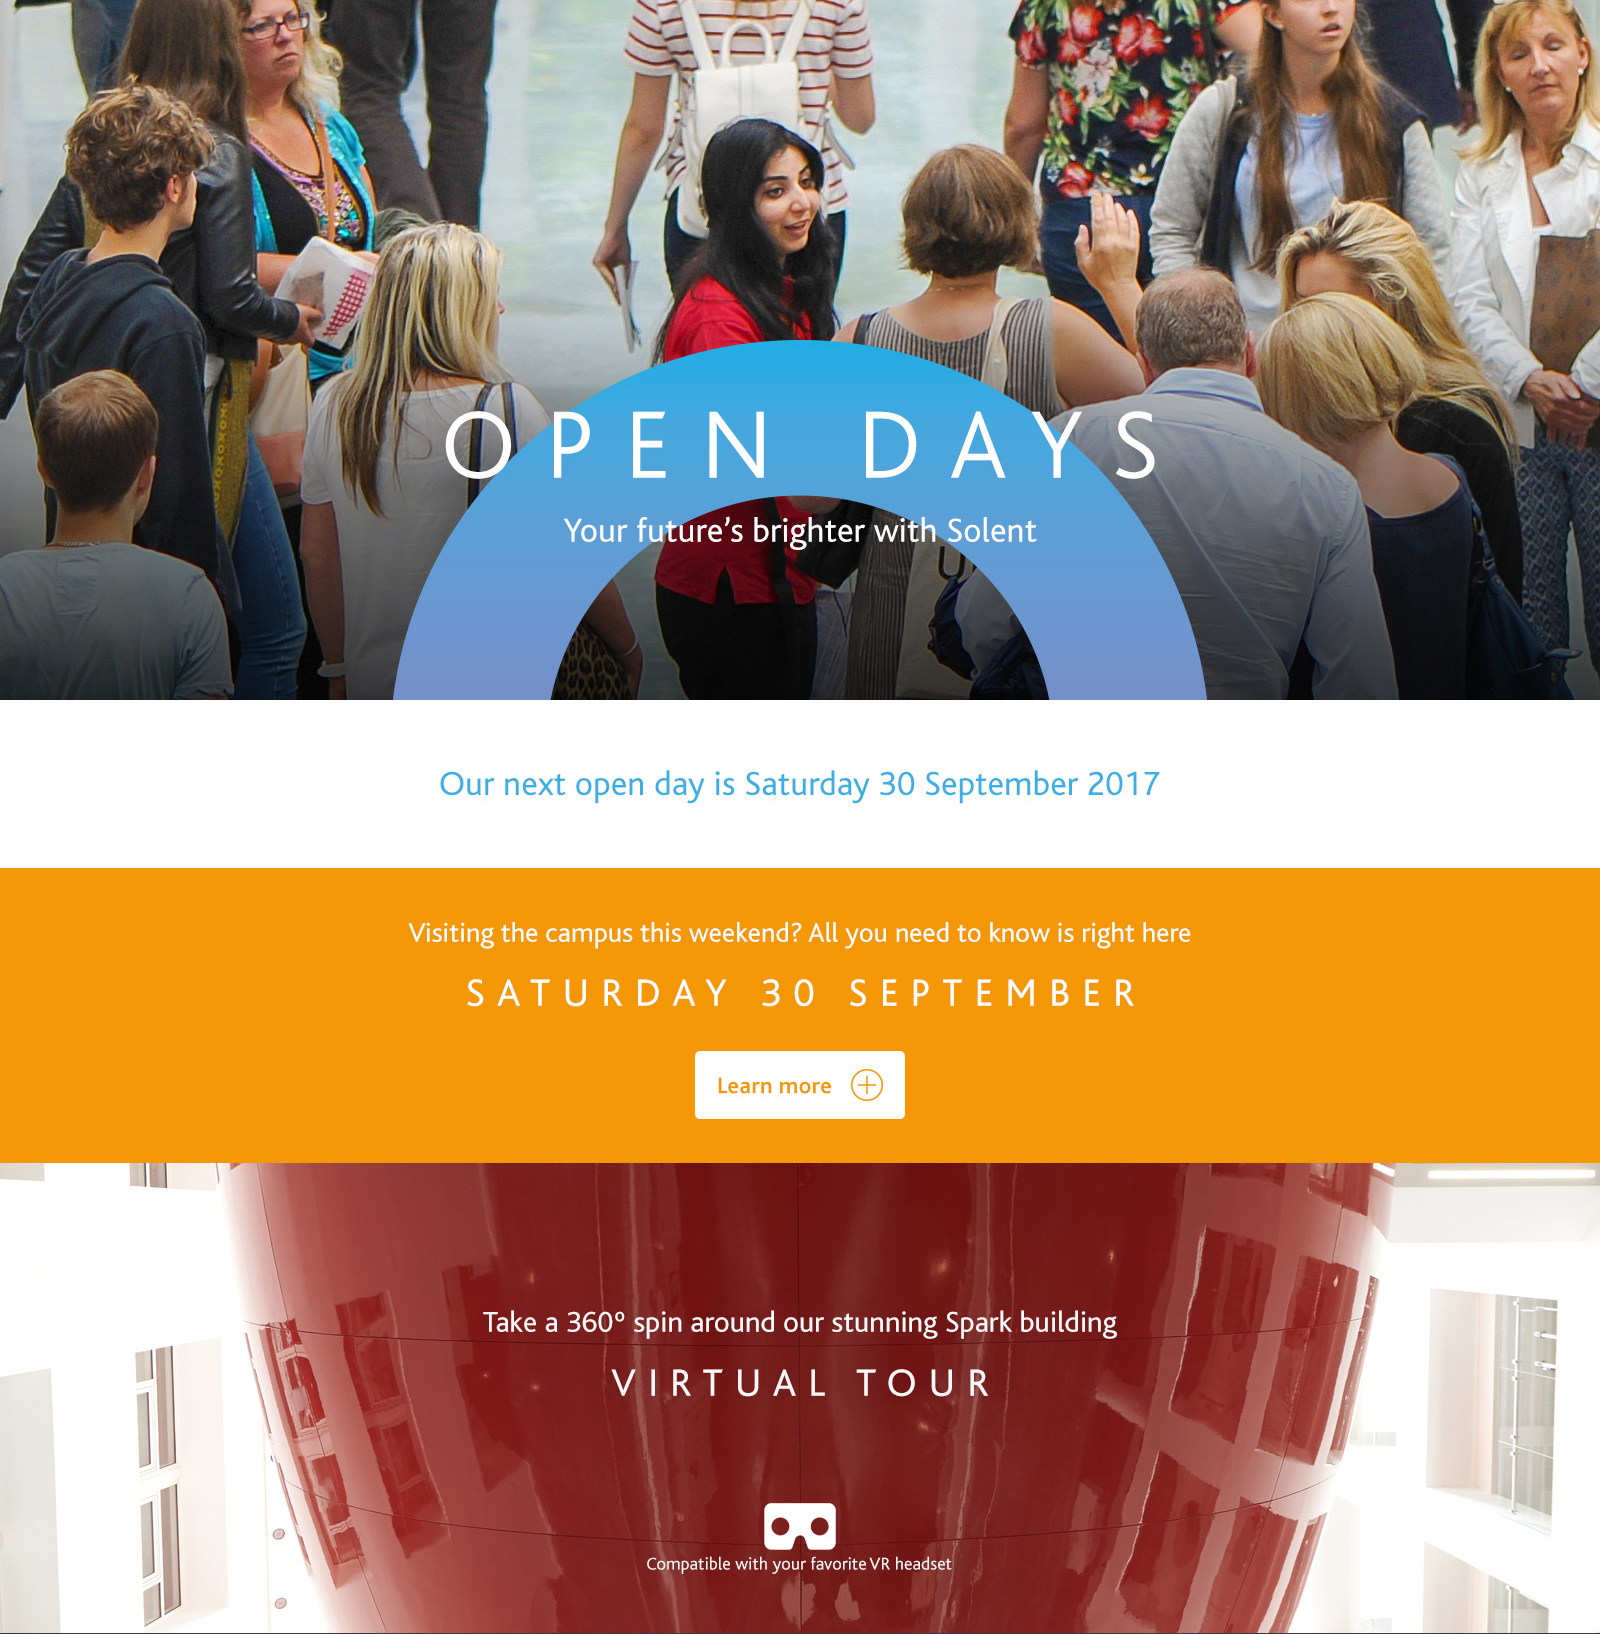 OPEN DAYS
Your future's brighter with Solent
Our next open day is Saturday 30 September 2017
Visiting the campus this weekend? All you need to know is right here
SATURDAY 30 SEPTEMBER
Learn more
Take a 360° spin around our stunning Spark building
VIRTUAL TOUR
Compatible with your favorite VR headset